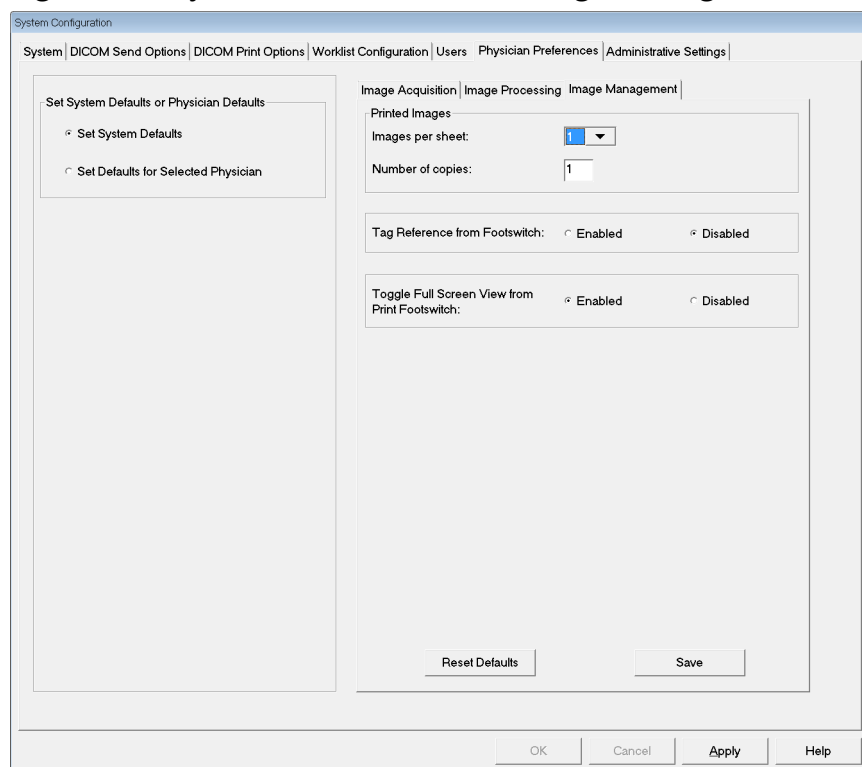 System Configuration
System DICOM Send Options DICOM Print Options Worklist Configuration Users Physician Preferences Administrative Settings
Set System Defaults or Physician Defaults
Set System Defaults
Set Defaults for Selected Physician
Image Acquisition Image Processing Image Management
Printed Images
Images per sheet: 1
Number of copies: 1
Tag Reference from Footswitch: Enabled Disabled
Toggle Full Screen View from
Print Footswitch: Enabled Disabled
Reset Defaults Save
OK Cancel Apply Help